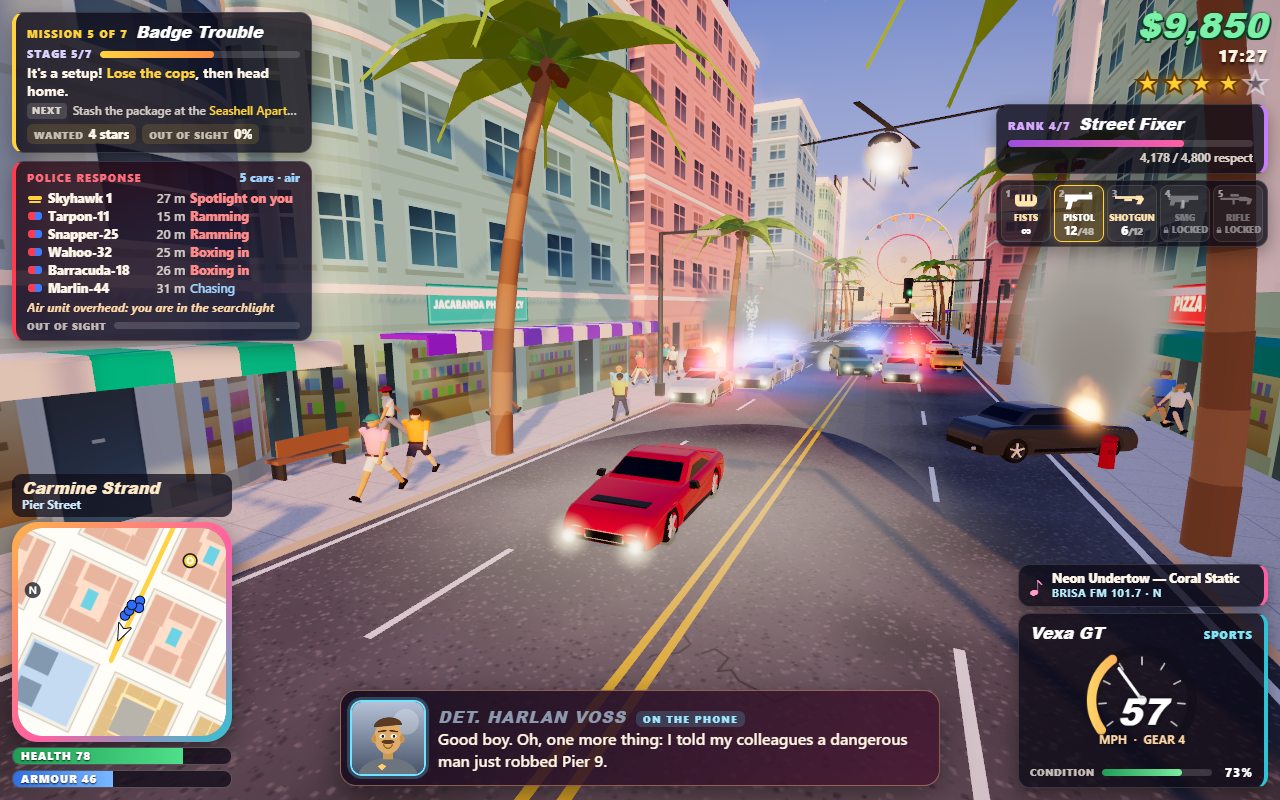 MISSION 5 OF 7 Badge Trouble
STAGE 5/7
It's a setup! Lose the cops, then head
home.
NEXT Stash the package at the Seashell Apart...
WANTED 4 stars OUT OF SIGHT 0%
POLICE RESPONSE 5 cars · air
Skyhawk 1 27 m Spotlight on you
Tarpon-11 15 m Ramming
Snapper-25 20 m Ramming
Wahoo-32 25 m Boxing in
Barracuda-18 26 m Boxing in
Marlin-44 31 m Chasing
Air unit overhead: you are in the searchlight
OUT OF SIGHT
$9,850
17:27
RANK 4/7 Street Fixer
4,178 / 4,800 respect
1 2 3 4 5
FISTS PISTOL SHOTGUN SMG RIFLE
∞ 12/48 6/12 LOCKED LOCKED
JACARANDA
PIZZA
Carmine Strand
Pier Street
N
HEALTH 78
ARMOUR 46
DET. HARLAN VOSS ON THE PHONE
Good boy. Oh, one more thing: I told my colleagues a dangerous
man just robbed Pier 9.
Neon Undertow — Coral Static
BRISA FM 101.7 · N
Vexa GT SPORTS
57
MPH · GEAR 4
CONDITION 73%